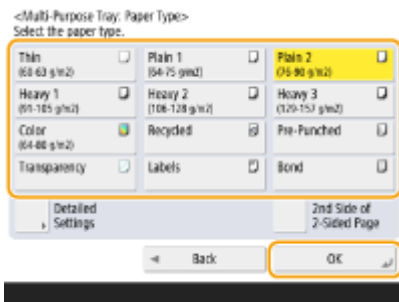 <Multi-Purpose Tray: Paper Type>
Select the paper type.
Thin
(60-63 g/m2)
Plain 1
(64-75 g/m2)
Plain 2
(76-90 g/m2)
Heavy 1
(91-105 g/m2)
Heavy 2
(106-128 g/m2)
Heavy 3
(129-157 g/m2)
Color
(64-80 g/m2)
Recycled
Pre-Punched
Transparency
Labels
Bond
Detailed
Settings
2nd Side of
2-Sided Page
Back
OK